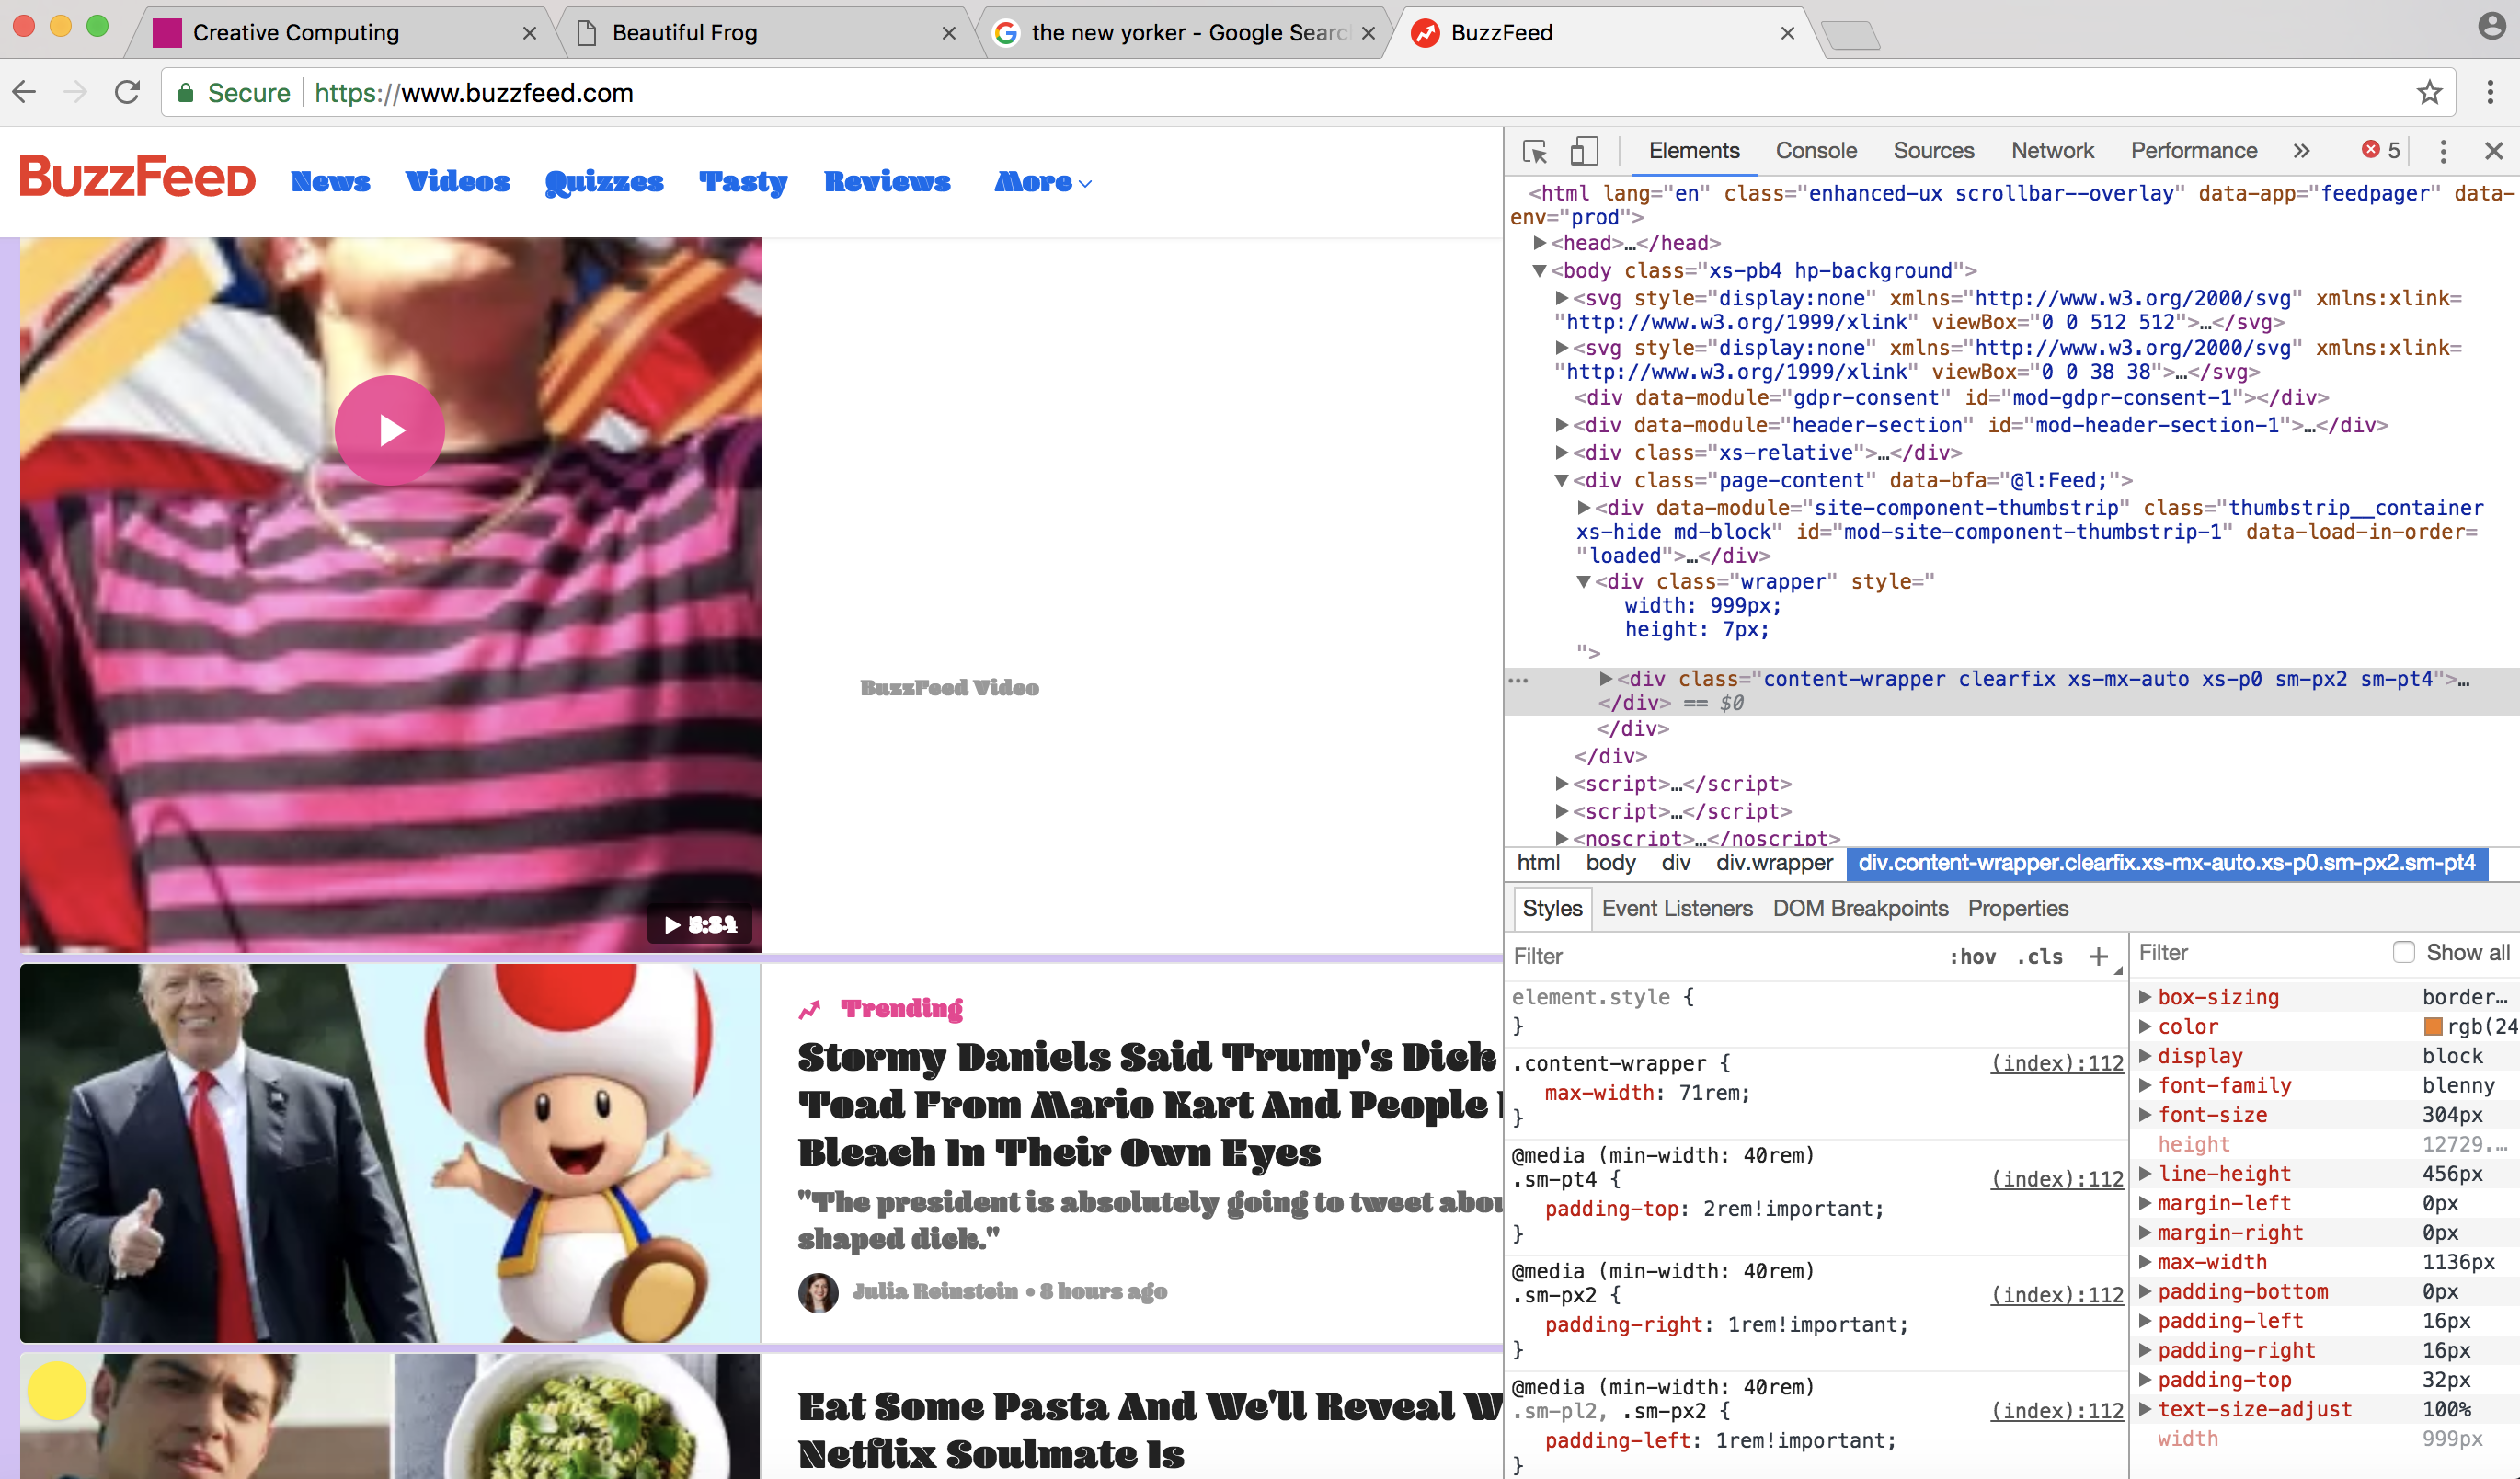 Creative Computing
Beautiful Frog
the new yorker - Google Searc
BuzzFeed
Secure https://www.buzzfeed.com
BuzzFeed
News Videos Quizzes Tasty Reviews More
BuzzFeed Video
Trending
Stormy Daniels Said Trump's Dick
Toad From Mario Kart And People
Bleach In Their Own Eyes
"The president is absolutely going to tweet abou
shaped dick."
Julia Reinstein • 8 hours ago
Eat Some Pasta And We'll Reveal W
Netflix Soulmate Is
Elements Console Sources Network Performance » 5
<html lang="en" class="enhanced-ux scrollbar--overlay" data-app="feedpager" data-
env="prod">
<head>…</head>
<body class="xs-pb4 hp-background">
<svg style="display:none" xmlns="http://www.w3.org/2000/svg" xmlns:xlink=
"http://www.w3.org/1999/xlink" viewBox="0 0 512 512">…</svg>
<svg style="display:none" xmlns="http://www.w3.org/2000/svg" xmlns:xlink=
"http://www.w3.org/1999/xlink" viewBox="0 0 38 38">…</svg>
<div data-module="gdpr-consent" id="mod-gdpr-consent-1"></div>
<div data-module="header-section" id="mod-header-section-1">…</div>
<div class="xs-relative">…</div>
<div class="page-content" data-bfa="@l:Feed;">
<div data-module="site-component-thumbstrip" class="thumbstrip__container
xs-hide md-block" id="mod-site-component-thumbstrip-1" data-load-in-order=
"loaded">…</div>
<div class="wrapper" style="
width: 999px;
height: 7px;
">
<div class="content-wrapper clearfix xs-mx-auto xs-p0 sm-px2 sm-pt4">…
</div> == $0
</div>
</div>
<script>…</script>
<script>…</script>
<noscript>…</noscript>
html body div div.wrapper div.content-wrapper.clearfix.xs-mx-auto.xs-p0.sm-px2.sm-pt4
Styles Event Listeners DOM Breakpoints Properties
Filter :hov .cls +
element.style {
}
.content-wrapper { (index):112
max-width: 71rem;
}
@media (min-width: 40rem)
.sm-pt4 { (index):112
padding-top: 2rem!important;
}
@media (min-width: 40rem)
.sm-px2 { (index):112
padding-right: 1rem!important;
}
@media (min-width: 40rem)
.sm-pl2, .sm-px2 { (index):112
padding-left: 1rem!important;
}
Filter Show all
box-sizing border…
color rgb(24
display block
font-family blenny
font-size 304px
height 12729.…
line-height 456px
margin-left 0px
margin-right 0px
max-width 1136px
padding-bottom 0px
padding-left 16px
padding-right 16px
padding-top 32px
text-size-adjust 100%
width 999px